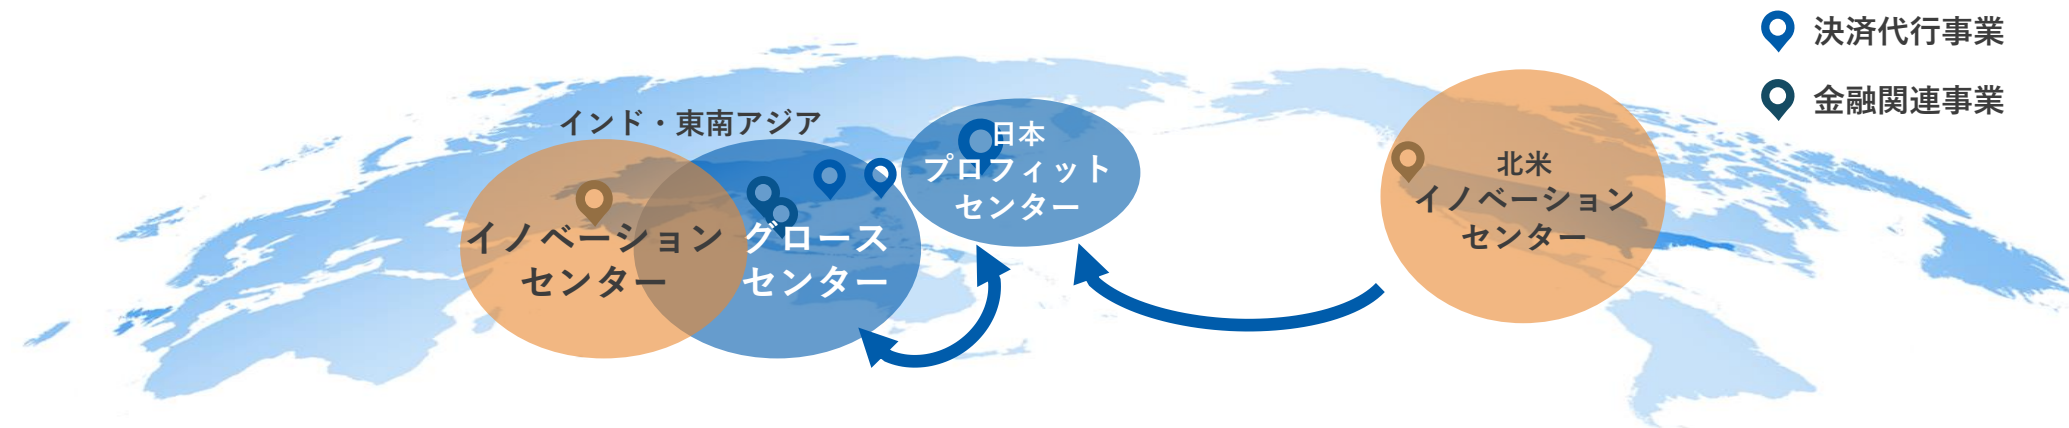 決済代行事業
金融関連事業
インド・東南アジア
イノベーション
センター
グロース
センター
日本
プロフィット
センター
北米
イノベーション
センター